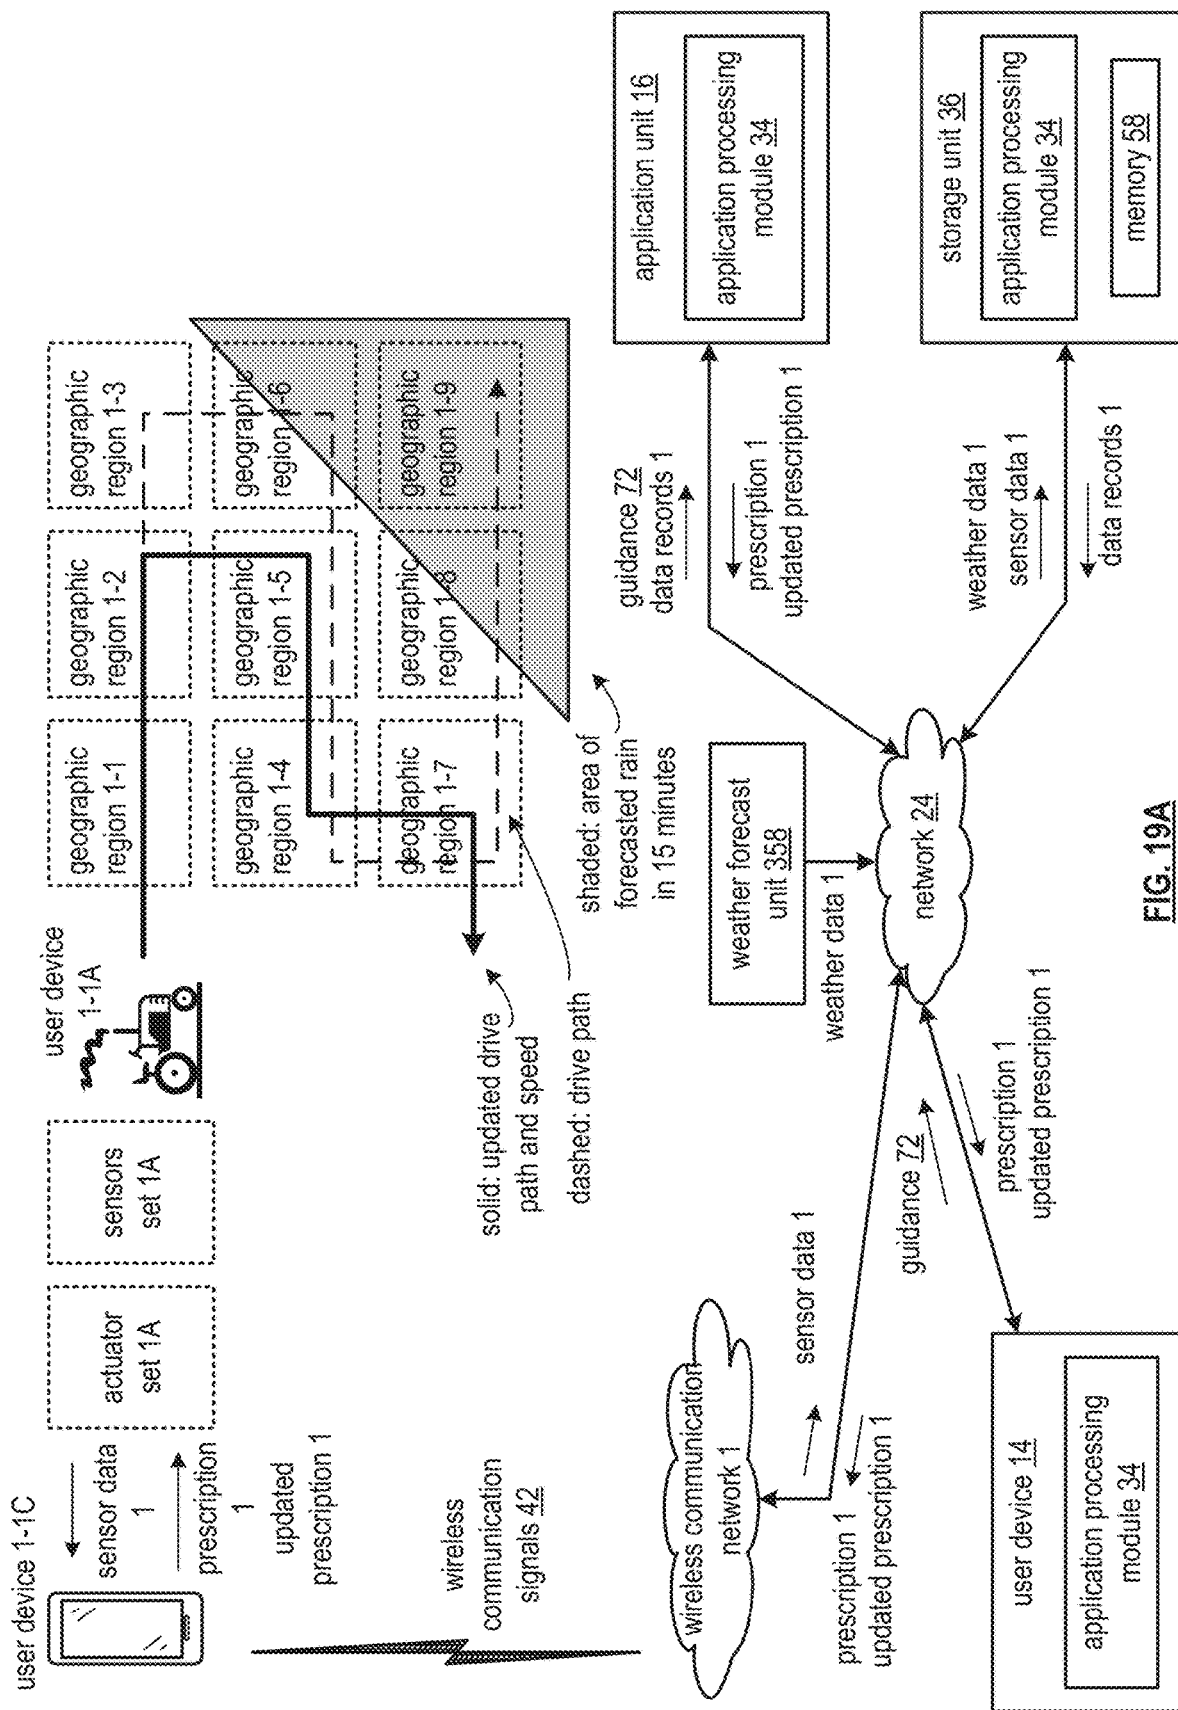 user device 1-1C
sensor data
1
prescription
1
updated
prescription 1
actuator
set 1A
sensors
set 1A
user device
1-1A
geographic
region 1-1
geographic
region 1-2
geographic
region 1-3
geographic
region 1-4
geographic
region 1-5
geographic
region 1-6
geographic
region 1-7
geographic
region 1-8
geographic
region 1-9
solid: updated drive
path and speed
dashed: drive path
shaded: area of
forecasted rain
in 15 minutes
wireless
communication
signals 42
wireless communication
network 1
sensor data 1
prescription 1
updated prescription 1
weather forecast
unit 358
weather data 1
network 24
guidance 72
data records 1
prescription 1
updated prescription 1
application unit 16
application processing
module 34
guidance 72
prescription 1
updated prescription 1
user device 14
application processing
module 34
weather data 1
sensor data 1
data records 1
storage unit 36
application processing
module 34
memory 58
FIG. 19A